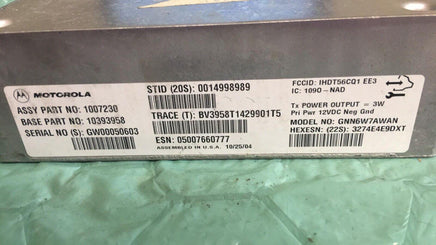 MOTOROLA
ASSY PART NO: 1007230
BASE PART NO: 10393958
SERIAL NO (S): GW00050603
STID (20S): 0014998989
TRACE (T): BV3958T1429901T5
ESN: 05007660777
ASSEMBLED IN U.S.A. 10/25/04
FCCID: IHDT56CQ1 EE3
IC: 109O-NAD
Tx POWER OUTPUT = 3W
Pri Pwr 12VDC Neg Gnd
MODEL NO: GNN6W7AWAN
HEXESN: (22S): 3274E4E9DXT